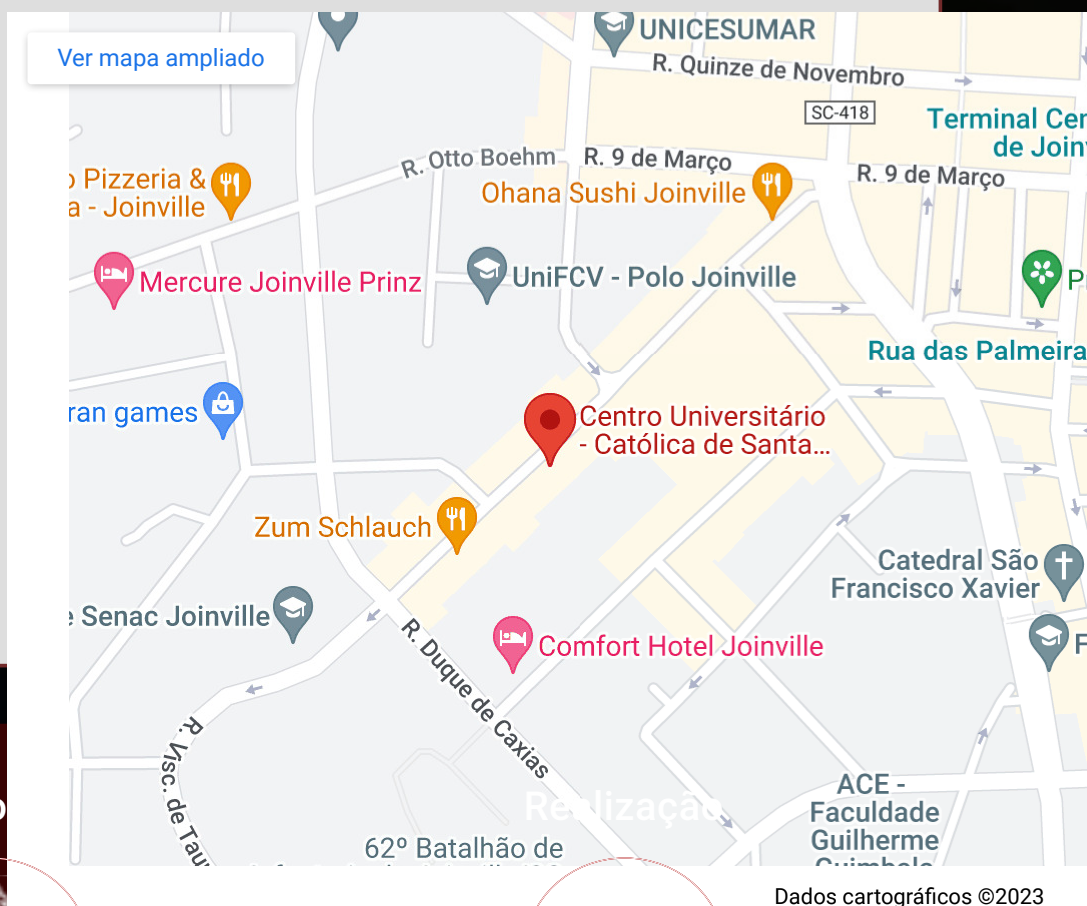 Ver mapa ampliado
UNICESUMAR
R. Quinze de Novembro
SC-418
Terminal Cen
de Join
R. Otto Boehm
R. 9 de Março
R. 9 de Março
Pizzeria &
a - Joinville
Ohana Sushi Joinville
Mercure Joinville Prinz
UniFCV - Polo Joinville
P
Rua das Palmeira
ran games
Centro Universitário
- Católica de Santa...
Zum Schlauch
Catedral São
Francisco Xavier
e Senac Joinville
R. Duque de Caxias
Comfort Hotel Joinville
F
R. Visc. de Tau
Realização
ACE -
Faculdade
Guilherme
Guimbala
62º Batalhão de
Dados cartográficos ©2023